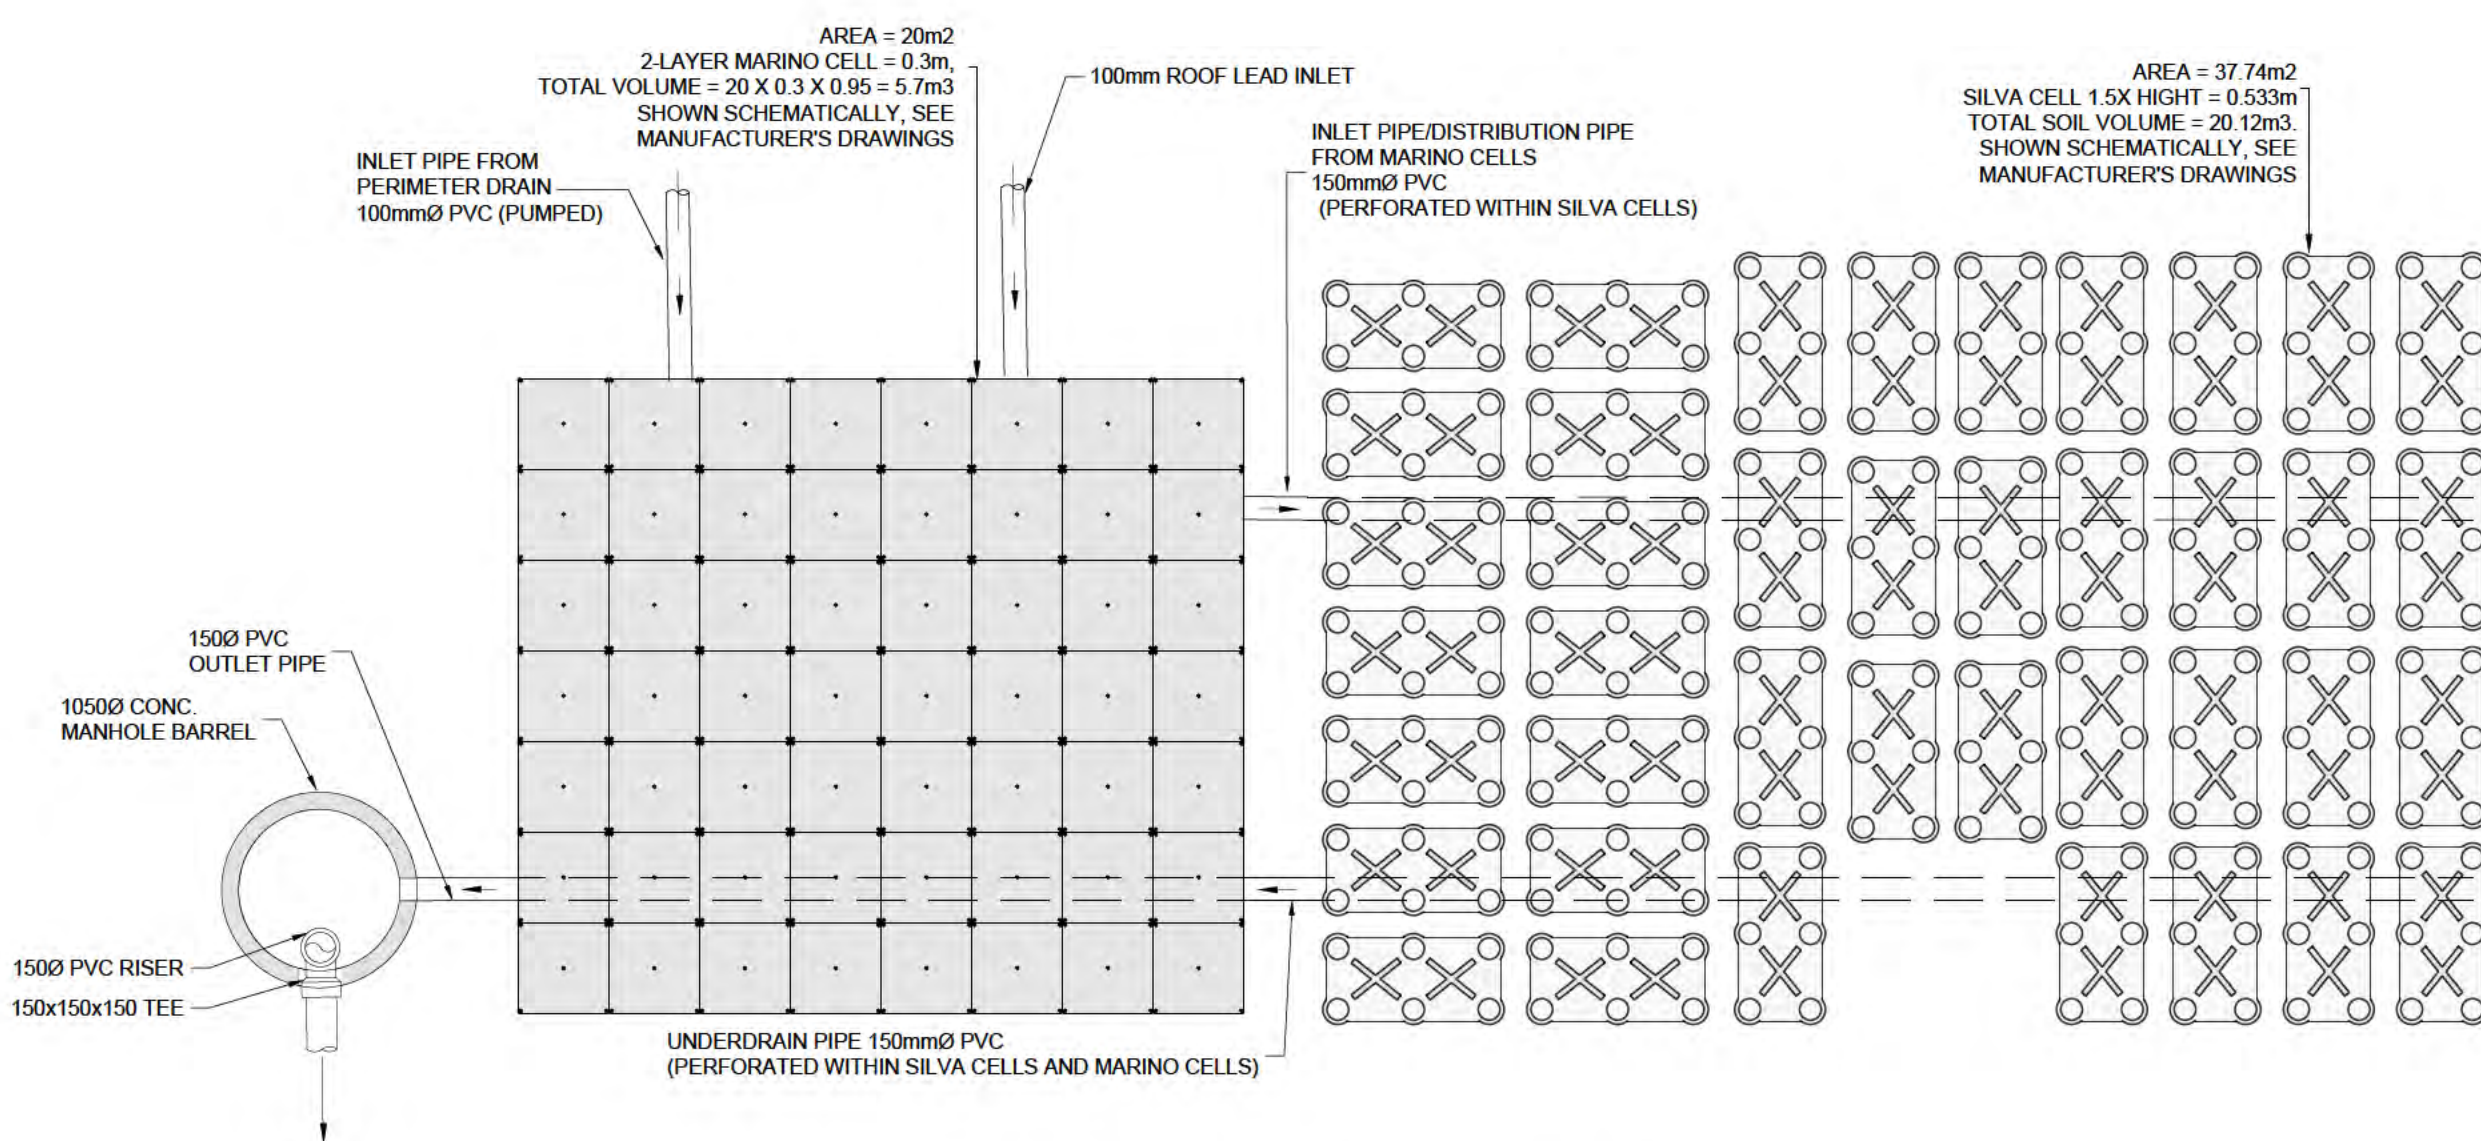 AREA = 20m2
2-LAYER MARINO CELL = 0.3m,
TOTAL VOLUME = 20 X 0.3 X 0.95 = 5.7m3
SHOWN SCHEMATICALLY, SEE
MANUFACTURER'S DRAWINGS
100mm ROOF LEAD INLET
AREA = 37.74m2
SILVA CELL 1.5X HIGHT = 0.533m
TOTAL SOIL VOLUME = 20.12m3.
SHOWN SCHEMATICALLY, SEE
MANUFACTURER'S DRAWINGS
INLET PIPE/DISTRIBUTION PIPE
FROM MARINO CELLS
150mmØ PVC
(PERFORATED WITHIN SILVA CELLS)
INLET PIPE FROM
PERIMETER DRAIN
100mmØ PVC (PUMPED)
150Ø PVC
OUTLET PIPE
1050Ø CONC.
MANHOLE BARREL
150Ø PVC RISER
150x150x150 TEE
UNDERDRAIN PIPE 150mmØ PVC
(PERFORATED WITHIN SILVA CELLS AND MARINO CELLS)